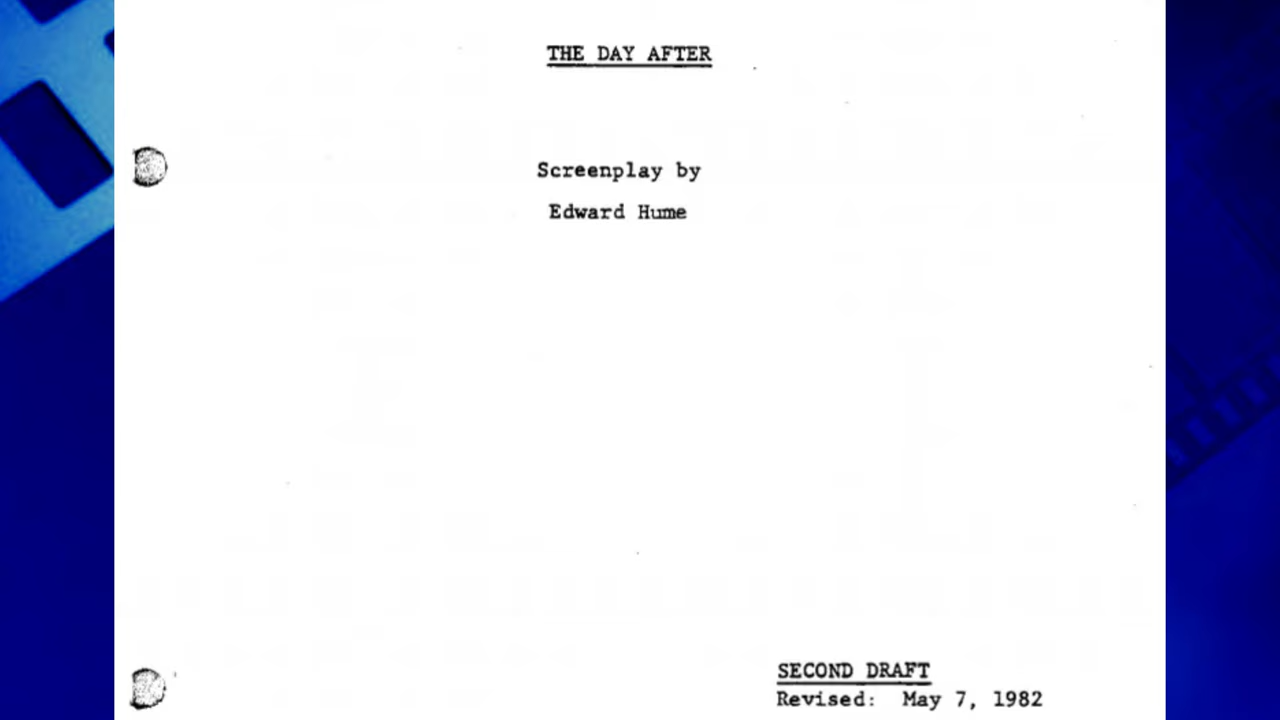 THE DAY AFTER
Screenplay by
Edward Hume
SECOND DRAFT
Revised: May 7, 1982